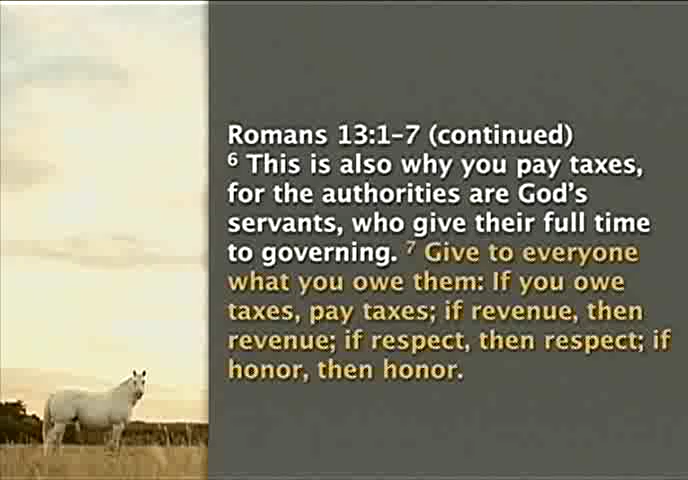 Romans 13:1–7 (continued)
6 This is also why you pay taxes,
for the authorities are God's
servants, who give their full time
to governing. 7 Give to everyone
what you owe them: If you owe
taxes, pay taxes; if revenue, then
revenue; if respect, then respect; if
honor, then honor.